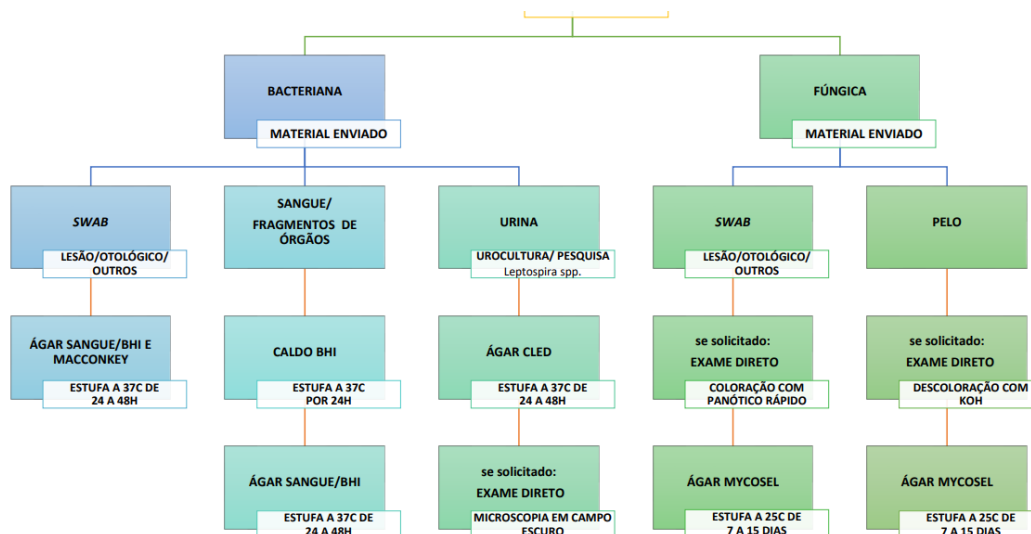 BACTERIANA
MATERIAL ENVIADO
FÚNGICA
MATERIAL ENVIADO
SWAB
LESÃO/OTOLÓGICO/
OUTROS
SANGUE/
FRAGMENTOS DE
ÓRGÃOS
URINA
UROCULTURA/ PESQUISA
Leptospira spp.
SWAB
LESÃO/OTOLÓGICO/
OUTROS
PELO
ÁGAR SANGUE/BHI E
MACCONKEY
ESTUFA A 37C DE
24 A 48H
CALDO BHI
ESTUFA A 37C
POR 24H
ÁGAR CLED
ESTUFA A 37C DE
24 A 48H
se solicitado:
EXAME DIRETO
COLORAÇÃO COM
PANÓTICO RÁPIDO
se solicitado:
EXAME DIRETO
DESCOLORAÇÃO COM
KOH
ÁGAR SANGUE/BHI
ESTUFA A 37C DE
24 A 48H
se solicitado:
EXAME DIRETO
MICROSCOPIA EM CAMPO
ESCURO
ÁGAR MYCOSEL
ESTUFA A 25C DE
7 A 15 DIAS
ÁGAR MYCOSEL
ESTUFA A 25C DE
7 A 15 DIAS